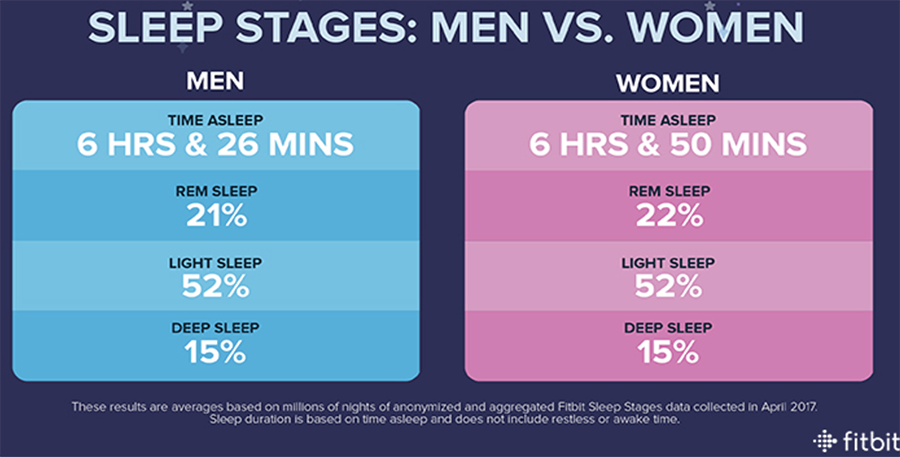 SLEEP STAGES: MEN VS. WOMEN
MEN
TIME ASLEEP
6 HRS & 26 MINS
REM SLEEP
21%
LIGHT SLEEP
52%
DEEP SLEEP
15%
WOMEN
TIME ASLEEP
6 HRS & 50 MINS
REM SLEEP
22%
LIGHT SLEEP
52%
DEEP SLEEP
15%
These results are averages based on millions of nights of anonymized and aggregated Fitbit Sleep Stages data collected in April 2017.
Sleep duration is based on time asleep and does not include restless or awake time.
fitbit